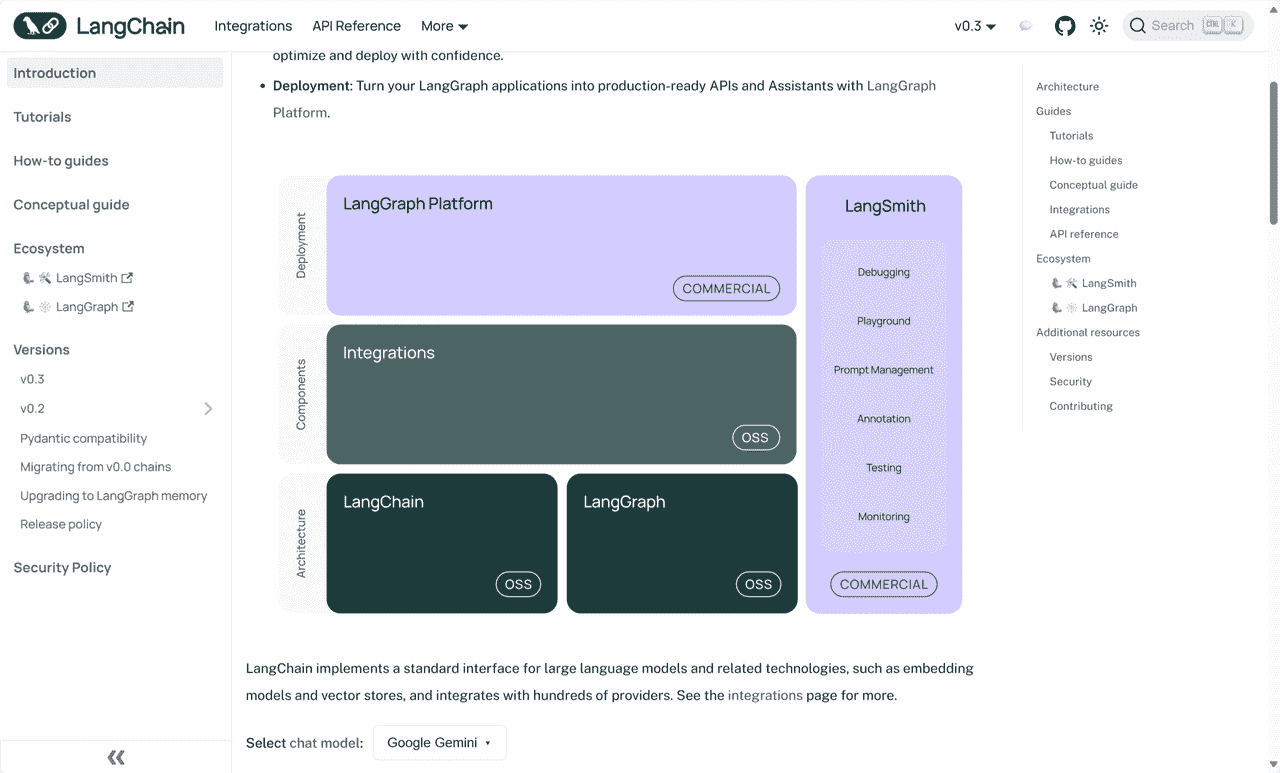 LangChain
Integrations
API Reference
More
v0.3
Search
CTRL
K
Introduction
Tutorials
How-to guides
Conceptual guide
Ecosystem
🦜🛠️ LangSmith
🦜🕸️ LangGraph
Versions
v0.3
v0.2
Pydantic compatibility
Migrating from v0.0 chains
Upgrading to LangGraph memory
Release policy
Security Policy
optimize and deploy with confidence.
• Deployment: Turn your LangGraph applications into production-ready APIs and Assistants with LangGraph
Platform.
Deployment
LangGraph Platform
COMMERCIAL
Components
Integrations
OSS
Architecture
LangChain
OSS
LangGraph
OSS
LangSmith
Debugging
Playground
Prompt Management
Annotation
Testing
Monitoring
COMMERCIAL
LangChain implements a standard interface for large language models and related technologies, such as embedding
models and vector stores, and integrates with hundreds of providers. See the integrations page for more.
Select chat model: Google Gemini
Architecture
Guides
Tutorials
How-to guides
Conceptual guide
Integrations
API reference
Ecosystem
🦜🛠️ LangSmith
🦜🕸️ LangGraph
Additional resources
Versions
Security
Contributing